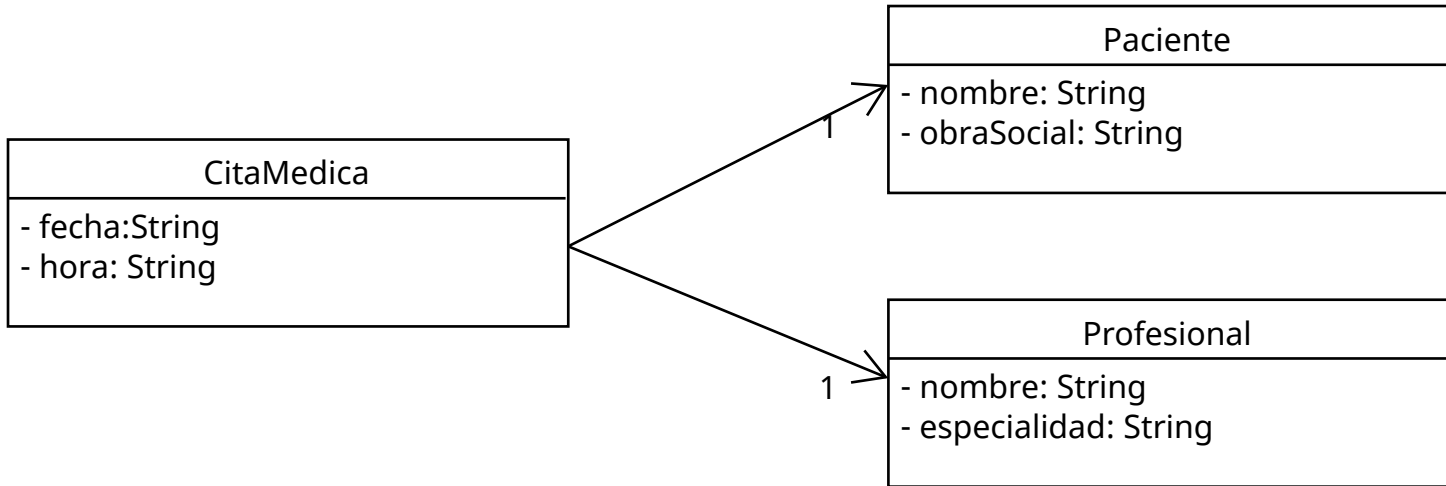 Paciente
- nombre: String
- obraSocial: String
1
CitaMedica
- fecha:String
- hora: String
Profesional
- nombre: String
- especialidad: String
1